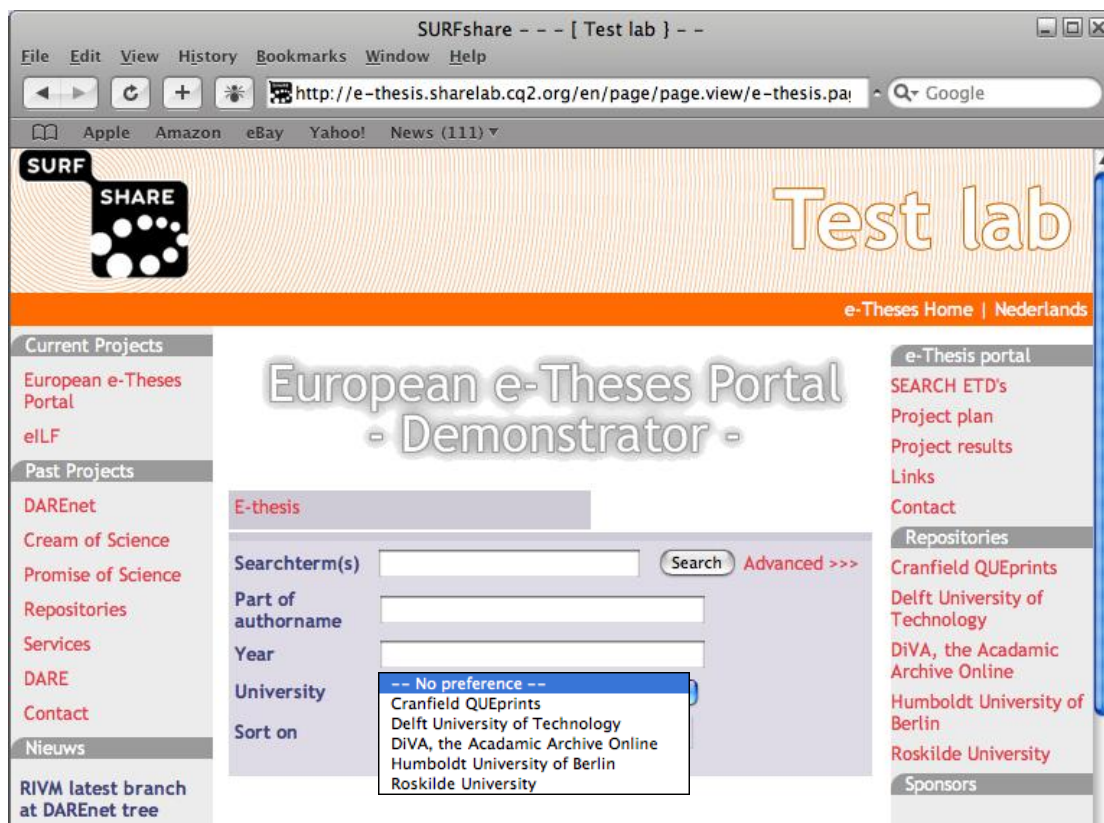 SURFshare - - - [ Test lab } - -
File Edit View History Bookmarks Window Help
http://e-thesis.sharelab.cq2.org/en/page/page.view/e-thesis.pa
Google
Apple Amazon eBay Yahoo! News (111)
SURF
SHARE
Test lab
e-Theses Home | Nederlands
Current Projects
European e-Theses
Portal
eILF
Past Projects
DAREnet
Cream of Science
Promise of Science
Repositories
Services
DARE
Contact
Nieuws
RIVM latest branch
at DAREnet tree
European e-Theses Portal
- Demonstrator -
E-thesis
Searchterm(s)
Search Advanced >>>
Part of
authorname
Year
University
-- No preference --
Cranfield QUEprints
Delft University of Technology
DiVA, the Acadamic Archive Online
Humboldt University of Berlin
Roskilde University
Sort on
e-Thesis portal
SEARCH ETD's
Project plan
Project results
Links
Contact
Repositories
Cranfield QUEprints
Delft University of
Technology
DiVA, the Acadamic
Archive Online
Humboldt University of
Berlin
Roskilde University
Sponsors